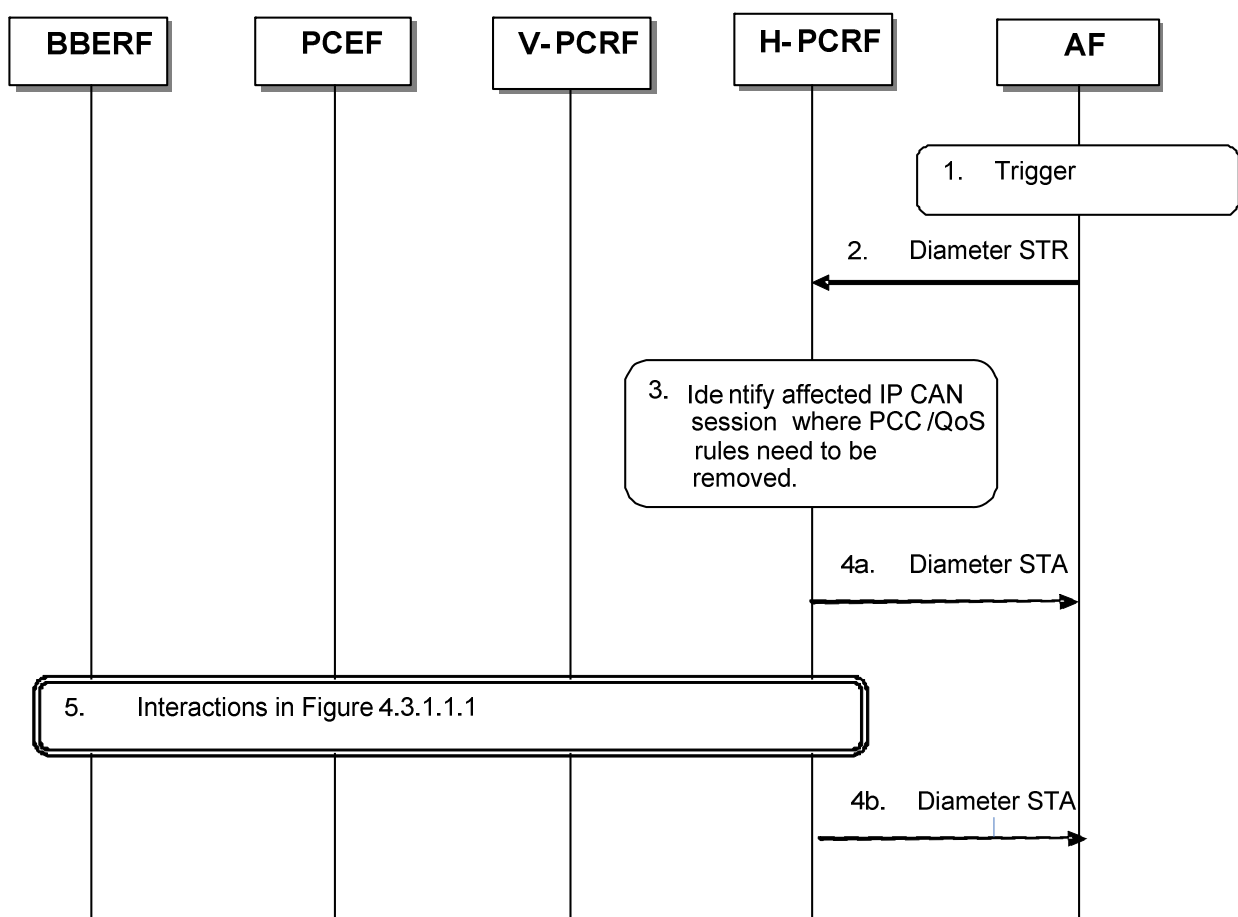 BBERF
PCEF
V-PCRF
H-PCRF
AF
1. Trigger
2. Diameter STR
3. Ide ntify affected IP CAN
session where PCC /QoS
rules need to be
removed.
4a. Diameter STA
5. Interactions in Figure 4.3.1.1.1
4b. Diameter STA